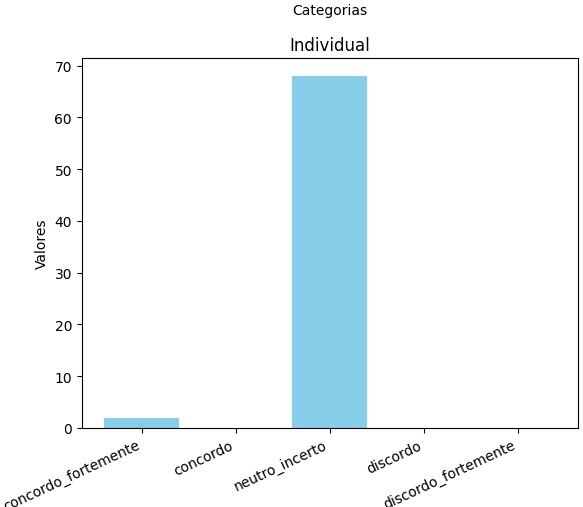 Categorias
Individual
70
60
50
40
30
20
10
0
Valores
concordo_fortemente
concordo
neutro_incerto
discordo
discordo_fortemente